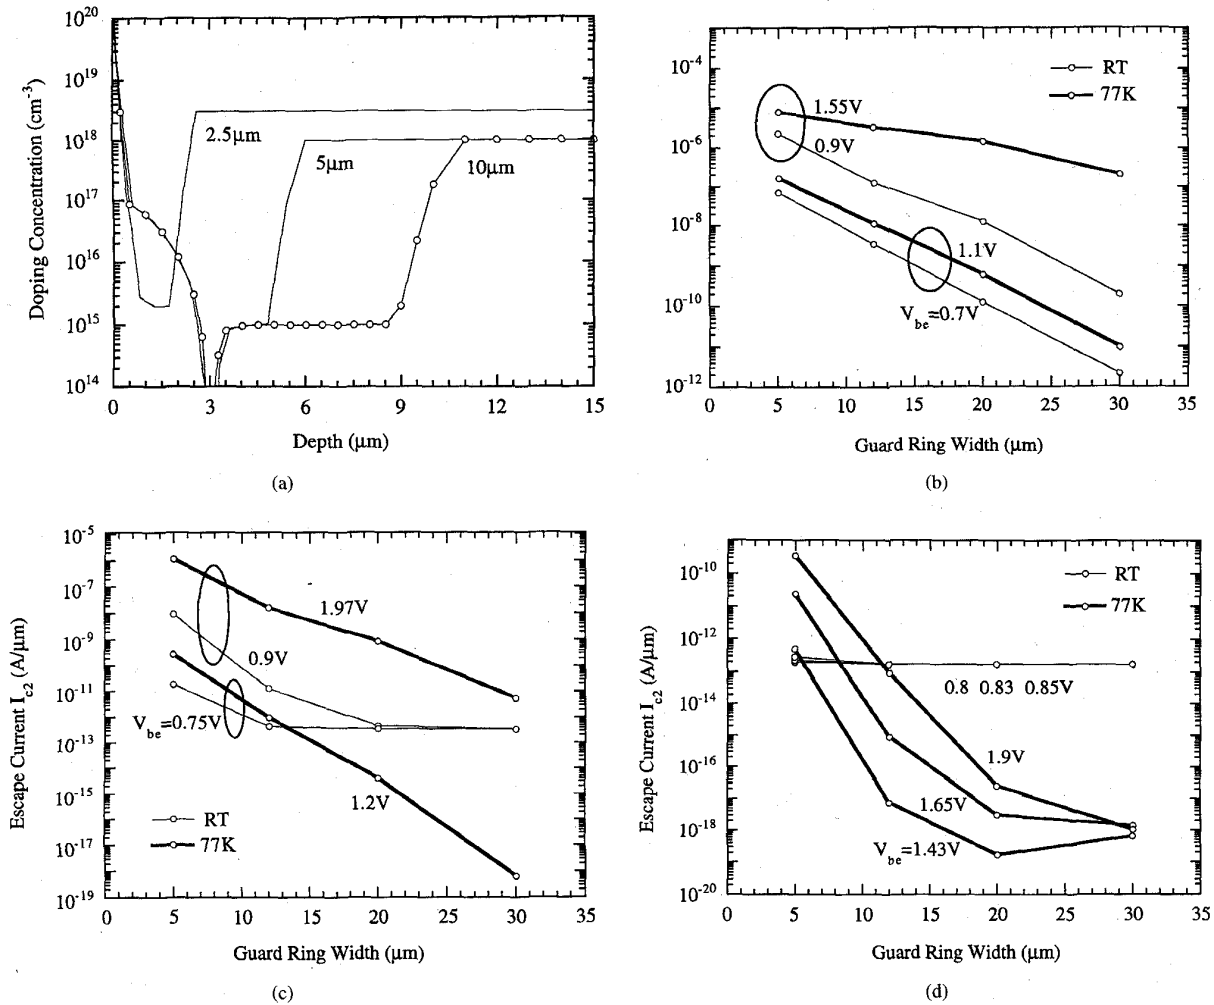 10^20
10^19
10^18
10^17
10^16
10^15
10^14
Doping Concentration (cm^-3)
2.5μm
5μm
10μm
0 3 6 9 12 15
Depth (μm)
(a)
10^-4
10^-6
10^-8
10^-10
10^-12
RT
77K
1.55V
0.9V
1.1V
V_be=0.7V
0 5 10 15 20 25 30 35
Guard Ring Width (μm)
(b)
10^-5
10^-7
10^-9
10^-11
10^-13
10^-15
10^-17
10^-19
Escape Current I_c2 (A/μm)
1.97V
0.9V
V_be=0.75V
1.2V
RT
77K
0 5 10 15 20 25 30 35
Guard Ring Width (μm)
(c)
10^-10
10^-12
10^-14
10^-16
10^-18
10^-20
Escape Current I_c2 (A/μm)
RT
77K
0.8 0.83 0.85V
1.9V
1.65V
V_be=1.43V
0 5 10 15 20 25 30 35
Guard Ring Width (μm)
(d)